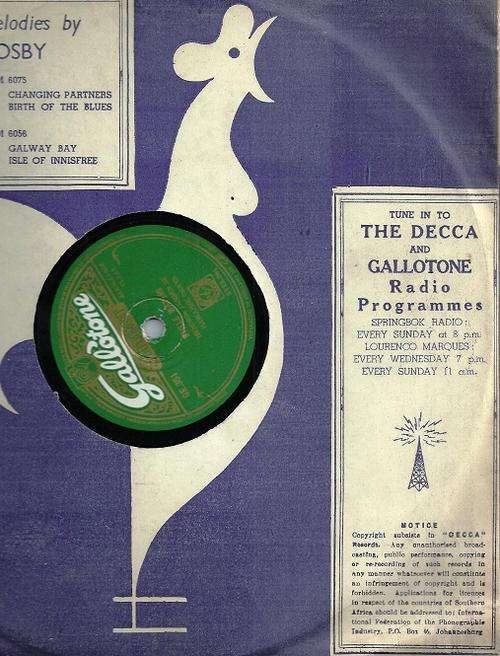 elodies by
OSBY
M 6075
CHANGING PARTNERS
BIRTH OF THE BLUES
M 6056
GALWAY BAY
ISLE OF INNISFREE
Gallotone
TUNE IN TO
THE DECCA
AND
GALLOTONE
Radio
Programmes
SPRINGBOK RADIO:
EVERY SUNDAY at 8 p.m.
LOURENCO MARQUES:
EVERY WEDNESDAY 7 p.m.
EVERY SUNDAY 11 a.m.
NOTICE
Copyright subsists in "DECCA"
Records. Any unauthorised broad-
casting, public performance, copying
or re-recording of such records in
any manner whatsoever will constitute
an infringement of copyright and is
forbidden. Applications for licences
in respect of the countries of Southern
Africa should be addressed to: Interna-
tional Federation of the Phonographic
Industry, P.O. Box Johannesburg